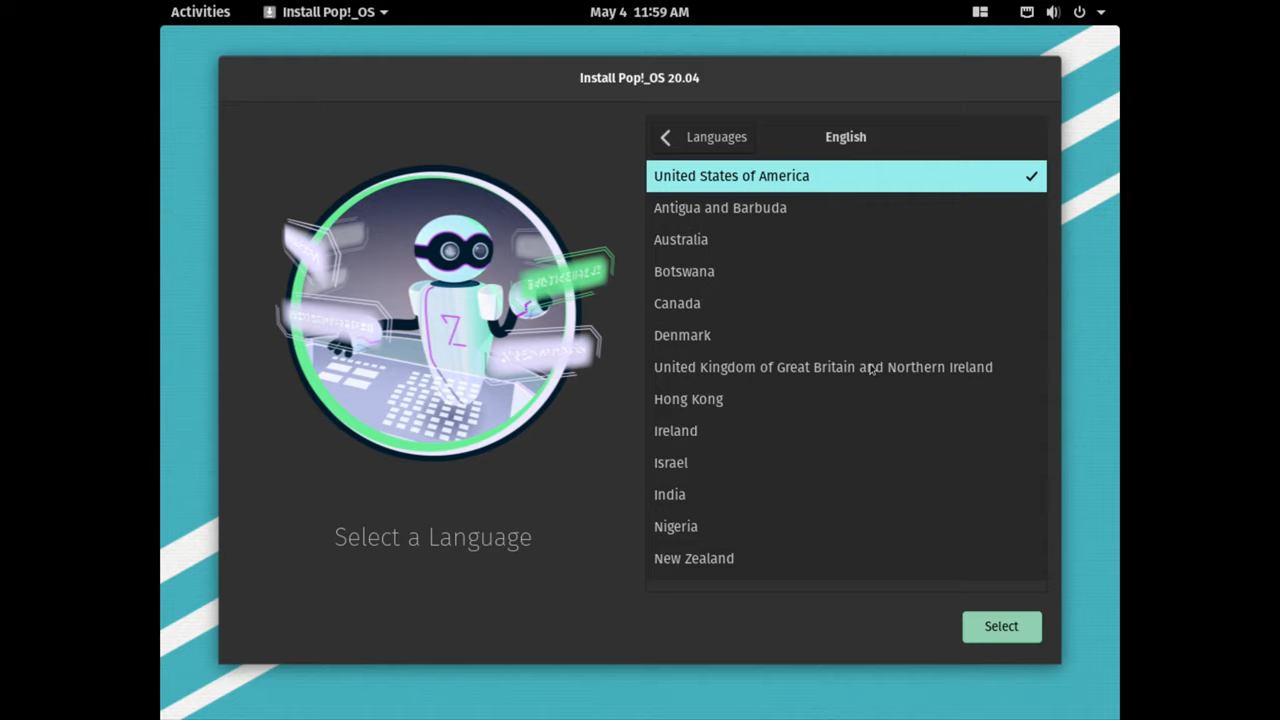 Activities
Install Pop!_OS
May 4 11:59 AM
Install Pop!_OS 20.04
Languages
English
United States of America
Antigua and Barbuda
Australia
Botswana
Canada
Denmark
United Kingdom of Great Britain and Northern Ireland
Hong Kong
Ireland
Israel
India
Nigeria
New Zealand
Select a Language
Select